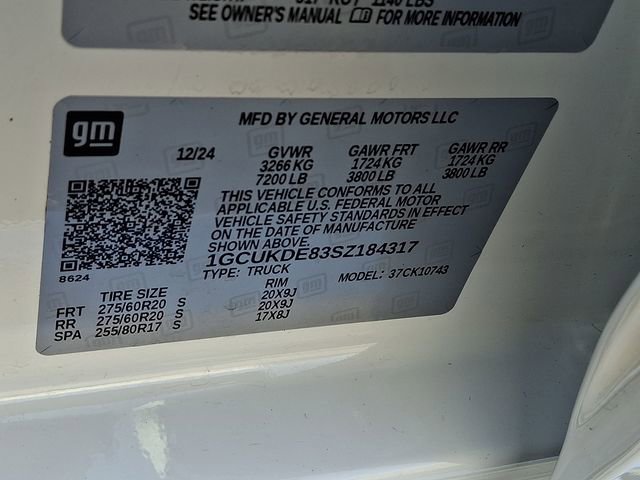 1140 LBS
SEE OWNER'S MANUAL FOR MORE INFORMATION
gm
MFD BY GENERAL MOTORS LLC
12/24 GVWR GAWR FRT GAWR RR
3266 KG 1724 KG 1724 KG
7200 LB 3800 LB 3800 LB
THIS VEHICLE CONFORMS TO ALL
APPLICABLE U.S. FEDERAL MOTOR
VEHICLE SAFETY STANDARDS IN EFFECT
ON THE DATE OF MANUFACTURE
SHOWN ABOVE.
1GCUKDE83SZ184317
8624
TYPE: TRUCK MODEL: 37CK10743
TIRE SIZE RIM
FRT 275/60R20 S 20X9J
RR 275/60R20 S 20X9J
SPA 255/80R17 S 17X8J